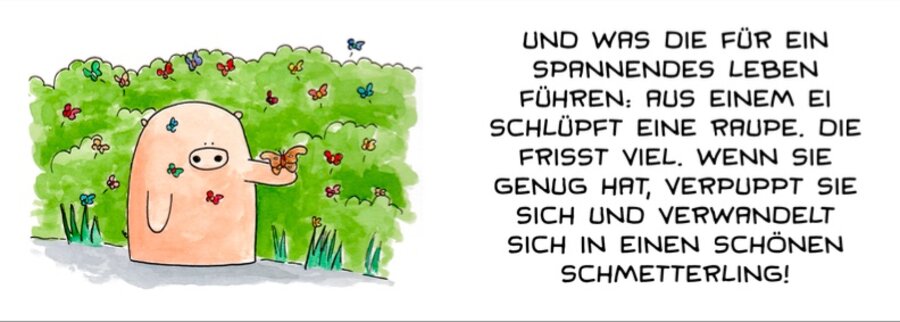 UND WAS DIE FÜR EIN
SPANNENDES LEBEN
FÜHREN: AUS EINEM EI
SCHLÜPFT EINE RAUPE. DIE
FRISST VIEL. WENN SIE
GENUG HAT, VERPUPPT SIE
SICH UND VERWANDELT
SICH IN EINEN SCHÖNEN
SCHMETTERLING!